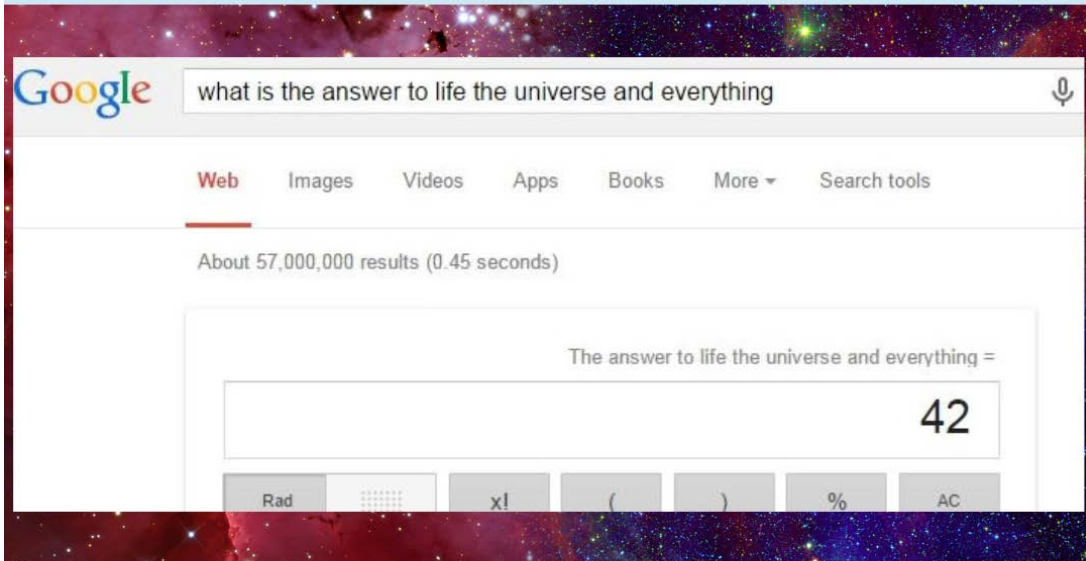 Google what is the answer to life the universe and everything
Web Images Videos Apps Books More Search tools
About 57,000,000 results (0.45 seconds)
The answer to life the universe and everything =
42
Rad x! ( ) % AC